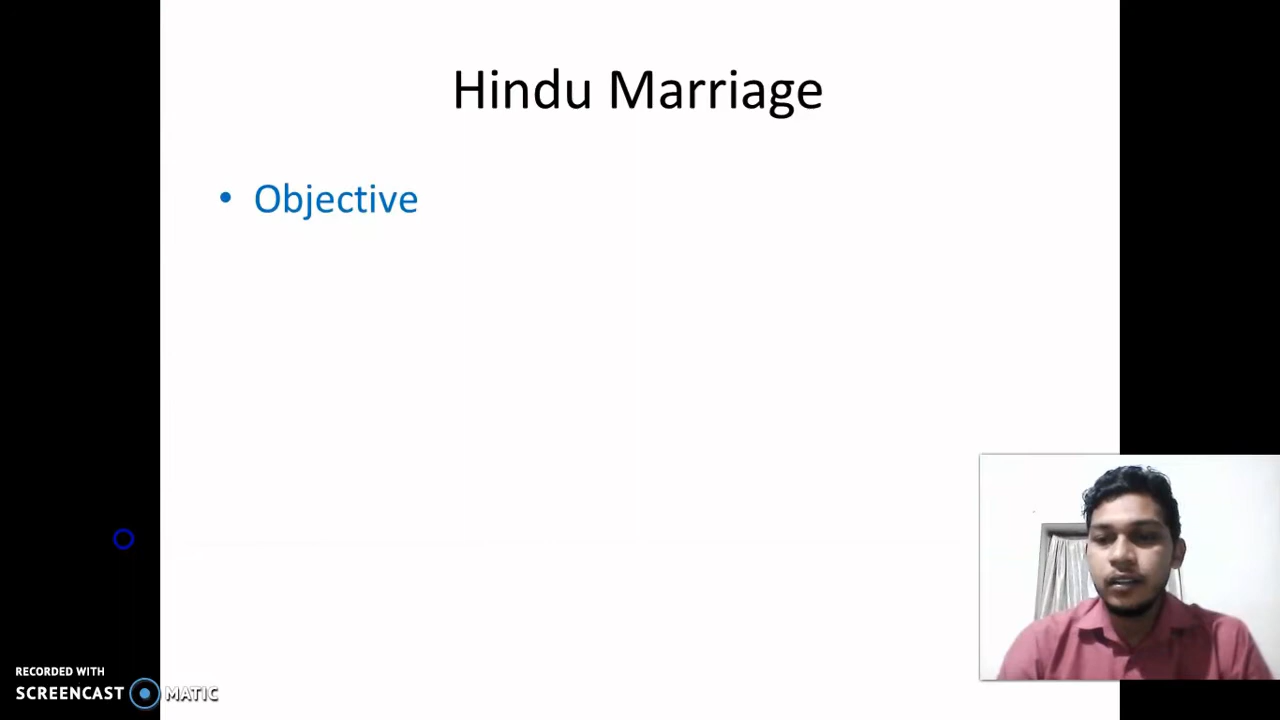 Hindu Marriage
• Objective
RECORDED WITH
SCREENCAST MATIC